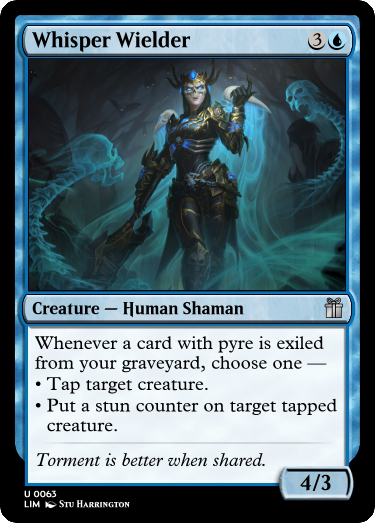 Whisper Wielder 3
Creature — Human Shaman
Whenever a card with pyre is exiled
from your graveyard, choose one —
• Tap target creature.
• Put a stun counter on target tapped
creature.
Torment is better when shared.
4/3
U 0063
LIM Stu Harrington